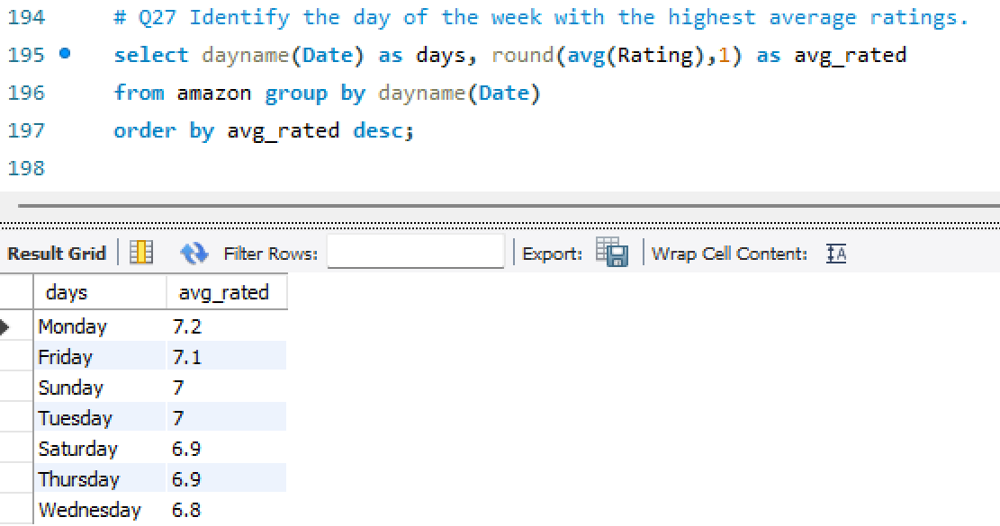 194 # Q27 Identify the day of the week with the highest average ratings.
195 select dayname(Date) as days, round(avg(Rating),1) as avg_rated
196 from amazon group by dayname(Date)
197 order by avg_rated desc;
198
Result Grid Filter Rows: Export: Wrap Cell Content: IA
days avg_rated
Monday 7.2
Friday 7.1
Sunday 7
Tuesday 7
Saturday 6.9
Thursday 6.9
Wednesday 6.8